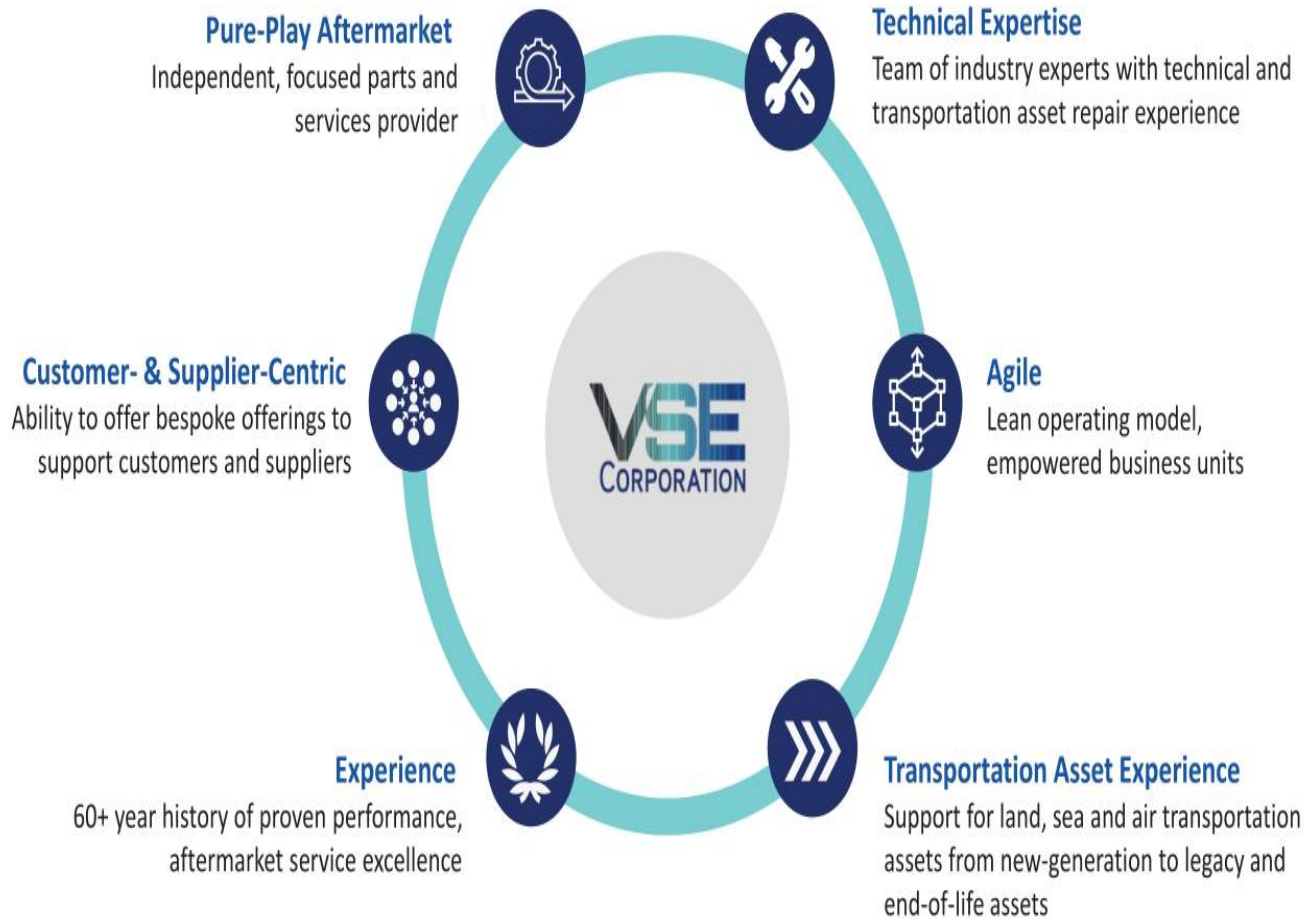 Pure-Play Aftermarket
Independent, focused parts and
services provider
Technical Expertise
Team of industry experts with technical and
transportation asset repair experience
Customer- & Supplier-Centric
Ability to offer bespoke offerings to
support customers and suppliers
VSE
CORPORATION
Agile
Lean operating model,
empowered business units
Experience
60+ year history of proven performance,
aftermarket service excellence
Transportation Asset Experience
Support for land, sea and air transportation
assets from new-generation to legacy and
end-of-life assets